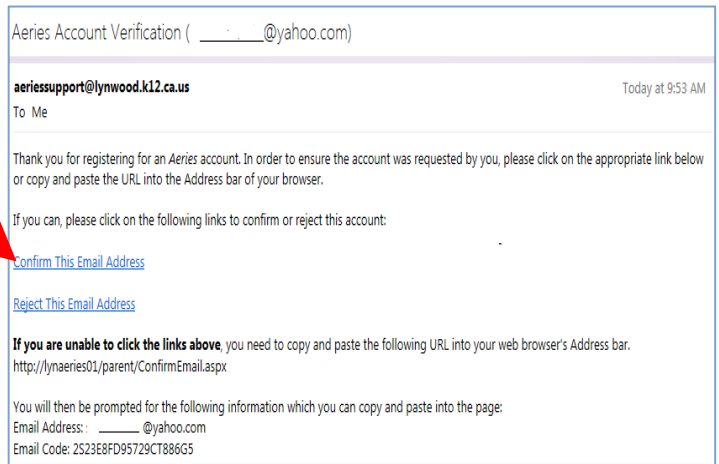 Aeries Account Verification ( ______@yahoo.com)
aeriessupport@lynwood.k12.ca.us Today at 9:53 AM
To Me
Thank you for registering for an Aeries account. In order to ensure the account was requested by you, please click on the appropriate link below
or copy and paste the URL into the Address bar of your browser.
If you can, please click on the following links to confirm or reject this account:
Confirm This Email Address
Reject This Email Address
If you are unable to click the links above, you need to copy and paste the following URL into your web browser's Address bar.
http://lynaeries01/parent/ConfirmEmail.aspx
You will then be prompted for the following information which you can copy and paste into the page:
Email Address: ______ @yahoo.com
Email Code: 2S23E8FD95729CT886G5